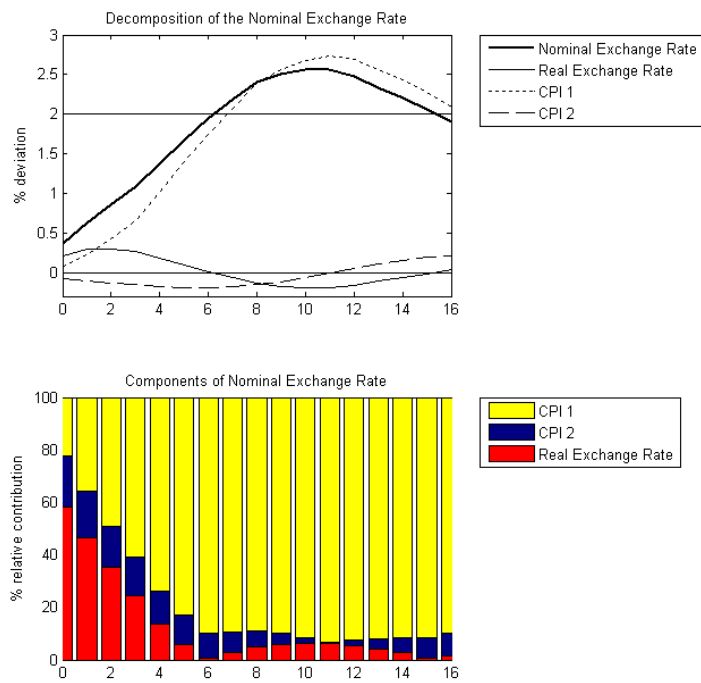 Decomposition of the Nominal Exchange Rate
3
2.5
2
1.5
1
0.5
0
% deviation
0 2 4 6 8 10 12 14 16
Nominal Exchange Rate
Real Exchange Rate
CPI 1
CPI 2
Components of Nominal Exchange Rate
100
80
60
40
20
0
% relative contribution
0 2 4 6 8 10 12 14 16
CPI 1
CPI 2
Real Exchange Rate